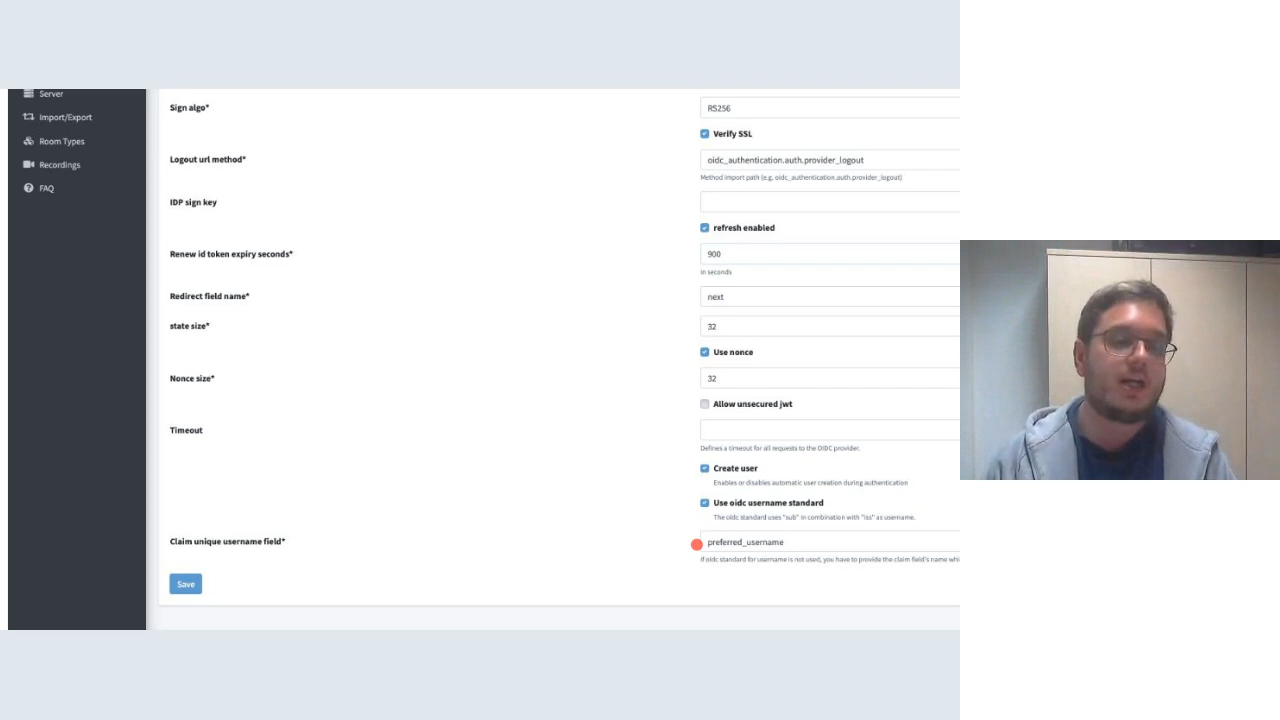 Server
Import/Export
Room Types
Recordings
FAQ
Sign algo*
RS256
Verify SSL
Logout url method*
oidc_authentication.auth.provider_logout
Method import path (e.g. oidc_authentication.auth.provider_logout)
IDP sign key
refresh enabled
Renew id token expiry seconds*
900
in seconds
Redirect field name*
next
state size*
32
Use nonce
Nonce size*
32
Allow unsecured jwt
Timeout
Defines a timeout for all requests to the OIDC provider.
Create user
Enables or disables automatic user creation during authentication
Use oidc username standard
The oidc standard uses "sub" in combination with "iss" as username.
Claim unique username field*
preferred_username
If oidc standard for username is not used, you have to provide the claim field's name whi
Save